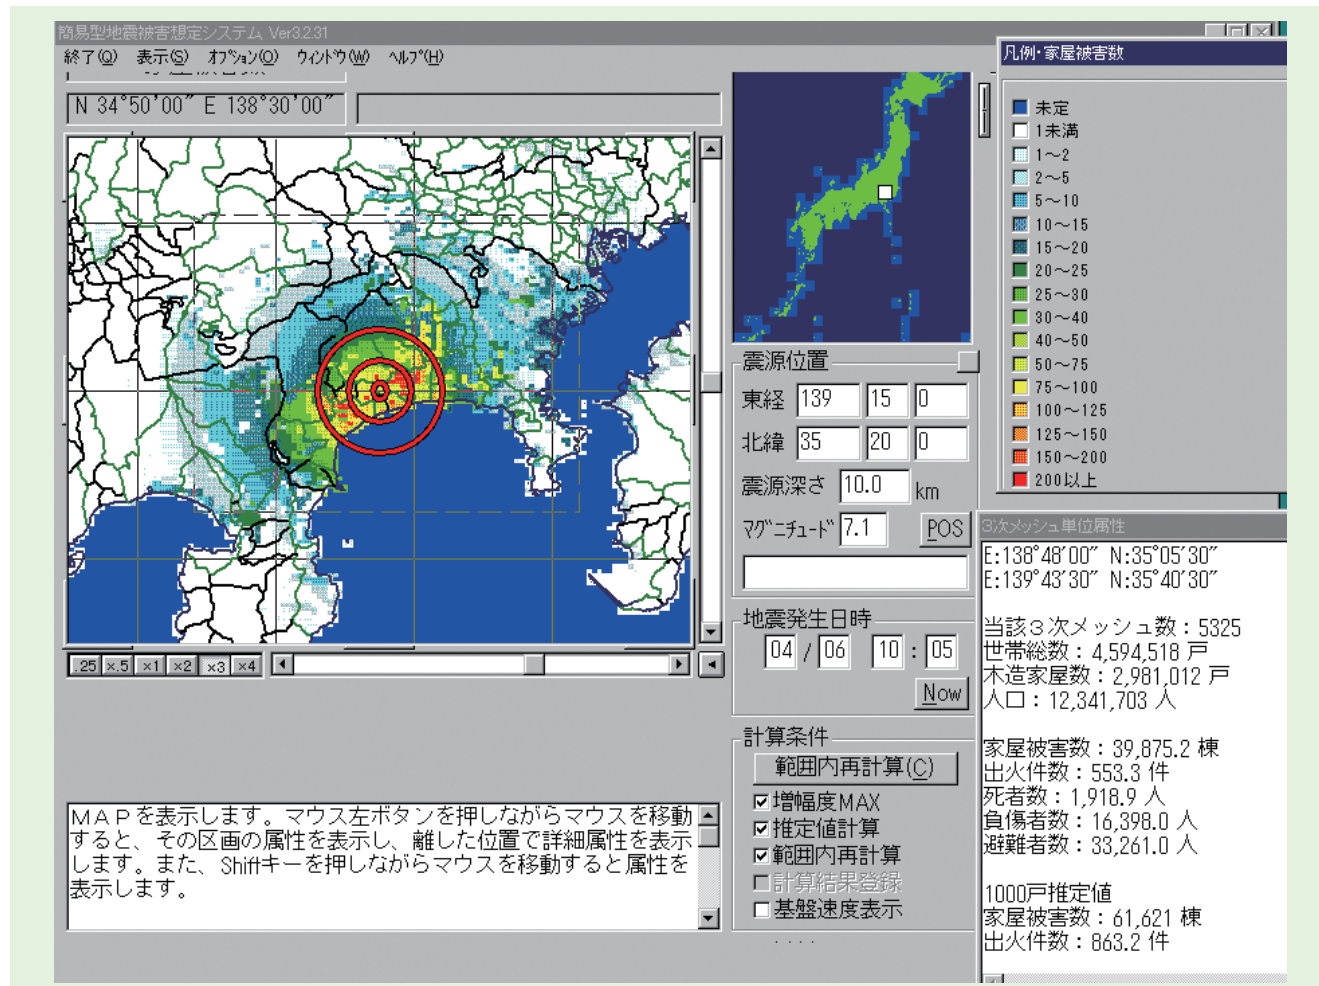 簡易型地震被害想定システム Ver3.2.31
終了(Q) 表示(S) オプション(O) ウィンドウ(W) ヘルプ(H)
N 34°50'00" E 138°30'00"
.25 ×.5 ×1 ×2 ×3 ×4
MAPを表示します。マウス左ボタンを押しながらマウスを移動
すると、その区画の属性を表示し、離した位置で詳細属性を表示
します。また、Shiftキーを押しながらマウスを移動すると属性を
表示します。
震源位置
東経 139 15 0
北緯 35 20 0
震源深さ 10.0 km
マグニチュード 7.1 POS
地震発生日時
04 / 06 10 : 05
Now
計算条件
範囲内再計算(C)
増幅度MAX
推定値計算
範囲内再計算
計算結果登録
基盤速度表示
凡例・家屋被害数
未定
1未満
1～2
2～5
5～10
10～15
15～20
20～25
25～30
30～40
40～50
50～75
75～100
100～125
125～150
150～200
200以上
3次メッシュ単位属性
E:138°48'00" N:35°05'30"
E:139°43'30" N:35°40'30"
当該3次メッシュ数：5325
世帯総数：4,594,518 戸
木造家屋数：2,981,012 戸
人口：12,341,703 人
家屋被害数：39,875.2 棟
出火件数：553.3 件
死者数：1,918.9 人
負傷者数：16,398.0 人
避難者数：33,261.0 人
1000戸推定値
家屋被害数：61,621 棟
出火件数：863.2 件